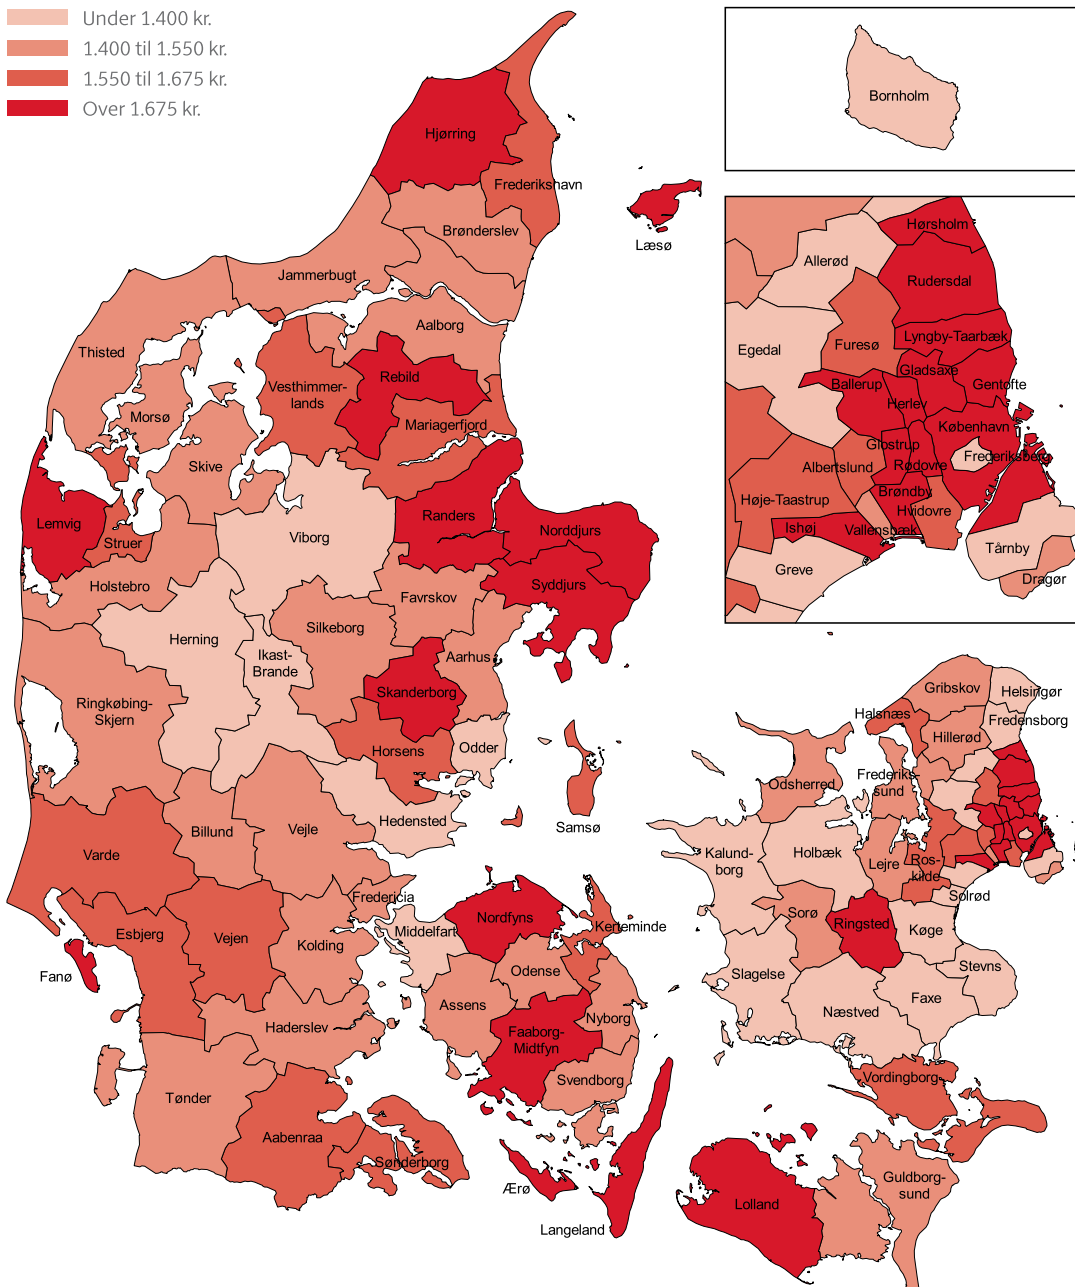 Under 1.400 kr.
1.400 til 1.550 kr.
1.550 til 1.675 kr.
Over 1.675 kr.
Hjørring
Frederikshavn
Læsø
Brønderslev
Jammerbugt
Aalborg
Thisted
Rebild
Vesthimmer-
lands
Morsø
Mariagerfjord
Skive
Lemvig
Struer
Viborg
Randers
Norddjurs
Syddjurs
Holstebro
Favrskov
Herning
Silkeborg
Ikast-
Brande
Aarhus
Skanderborg
Ringkøbing-
Skjern
Horsens
Odder
Samsø
Hedensted
Billund
Vejle
Varde
Fredericia
Esbjerg
Vejen
Kolding
Fanø
Middelfart
Nordfyns
Kerteminde
Odense
Assens
Haderslev
Faaborg-
Midtfyn
Nyborg
Svendborg
Tønder
Aabenraa
Sønderborg
Ærø
Langeland
Bornholm
Hørsholm
Allerød
Rudersdal
Egedal
Furesø
Lyngby-Taarbæk
Gladsaxe
Ballerup
Gentofte
Herlev
København
Glostrup
Frederiksberg
Albertslund
Rødovre
Høje-Taastrup
Brøndby
Hvidovre
Ishøj
Vallensbæk
Greve
Tårnby
Dragør
Gribskov
Helsingør
Halsnæs
Fredensborg
Hillerød
Odsherred
Frederiks-
sund
Kalund-
borg
Holbæk
Lejre
Ros-
kilde
Solrød
Sorø
Ringsted
Køge
Slagelse
Stevns
Faxe
Næstved
Vordingborg
Guldborg-
sund
Lolland